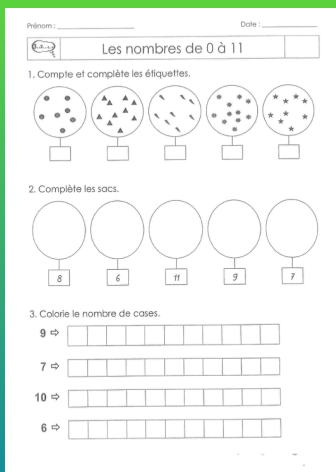 Prénom : Date :
Les nombres de 0 à 11
1. Compte et complète les étiquettes.
2. Complète les sacs.
8 6 11 9 7
3. Colorie le nombre de cases.
9 ⇨
7 ⇨
10 ⇨
6 ⇨